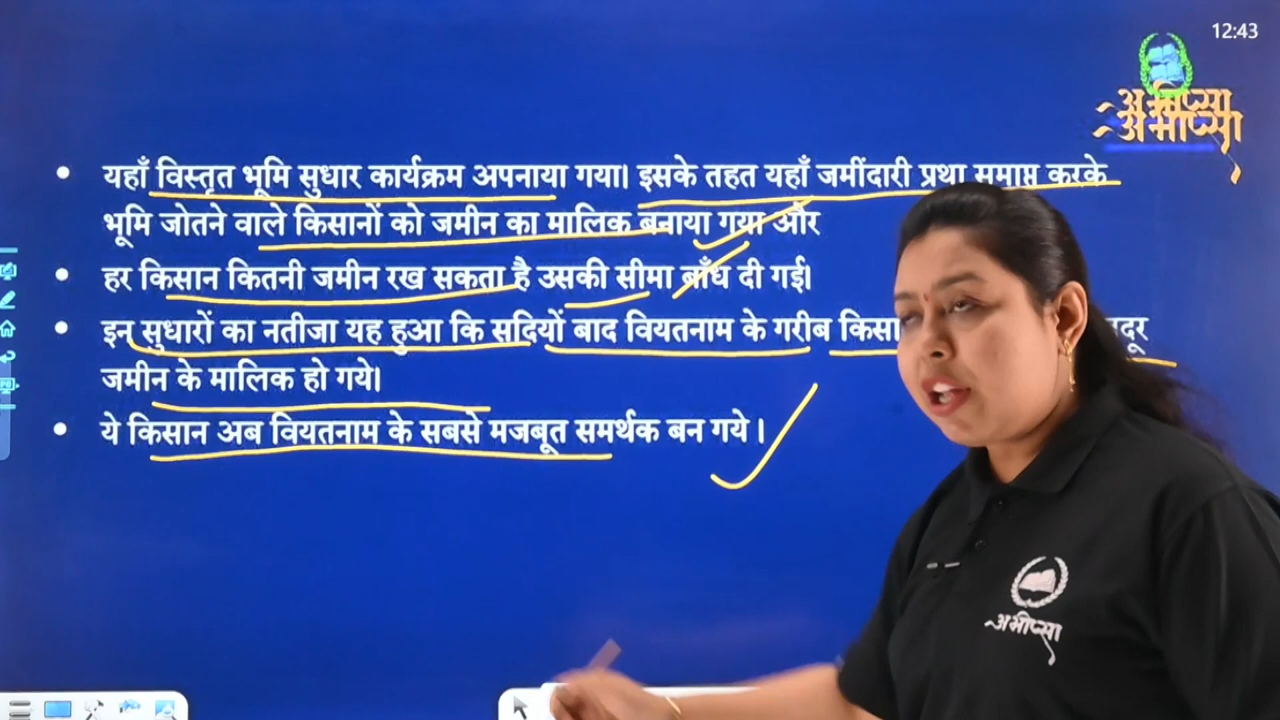 12:43
अभीप्सा
अभीप्सा
यहाँ विस्तृत भूमि सुधार कार्यक्रम अपनाया गया। इसके तहत यहाँ जमींदारी प्रथा समाप्त करके
भूमि जोतने वाले किसानों को जमीन का मालिक बनाया गया और
हर किसान कितनी जमीन रख सकता है उसकी सीमा बाँध दी गई।
इन सुधारों का नतीजा यह हुआ कि सदियों बाद वियतनाम के गरीब
जमीन के मालिक हो गये।
ये किसान अब वियतनाम के सबसे मजबूत समर्थक बन गये।
अभीप्सा